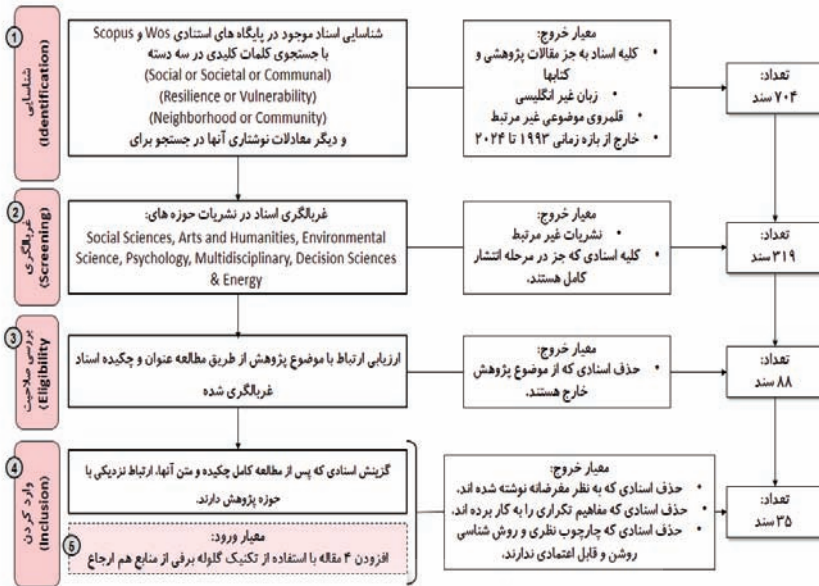 1
شناسایی
(Identification)
شناسایی اسناد موجود در پایگاه های استنادی Wos و Scopus
با جستجوی کلمات کلیدی در سه دسته
(Social or Societal or Communal)
(Resilience or Vulnerability)
(Neighborhood or Community)
و دیگر معادلات نوشتاری آنها در جستجو برای
معیار خروج:
• کلیه اسناد به جز مقالات پژوهشی و
کتابها
• زبان غیر انگلیسی
• قلمروی موضوعی غیر مرتبط
• خارج از بازه زمانی ۱۹۹۳ تا ۲۰۲۴
تعداد:
۷۰۴ سند
2
غربالگری
(Screening)
غربالگری اسناد در نشریات حوزه های:
Social Sciences, Arts and Humanities, Environmental
Science, Psychology, Multidisciplinary, Decision Sciences
& Energy
معیار خروج:
• نشریات غیر مرتبط
• کلیه اسنادی که جز در مرحله انتشار
کامل هستند.
تعداد:
۳۱۹ سند
3
بررسی صلاحیت
(Eligibility)
ارزیابی ارتباط با موضوع پژوهش از طریق مطالعه عنوان و چکیده اسناد
غربالگری شده
معیار خروج:
• حذف اسنادی که از موضوع پژوهش
خارج هستند.
تعداد:
۸۸ سند
4
وارد کردن
(Inclusion)
گزینش اسنادی که پس از مطالعه کامل چکیده و متن آنها، ارتباط نزدیکی با
حوزه پژوهش دارند.
5
معیار ورود:
افزودن ۴ مقاله با استفاده از تکنیک گلوله برفی از منابع هم ارجاع
معیار خروج:
• حذف اسنادی که به نظر مغرضانه نوشته شده اند.
• حذف اسنادی که مفاهیم تکراری را به کار برده اند.
• حذف اسنادی که چارچوب نظری و روش شناسی
روشن و قابل اعتمادی ندارند.
تعداد:
۳۵ سند